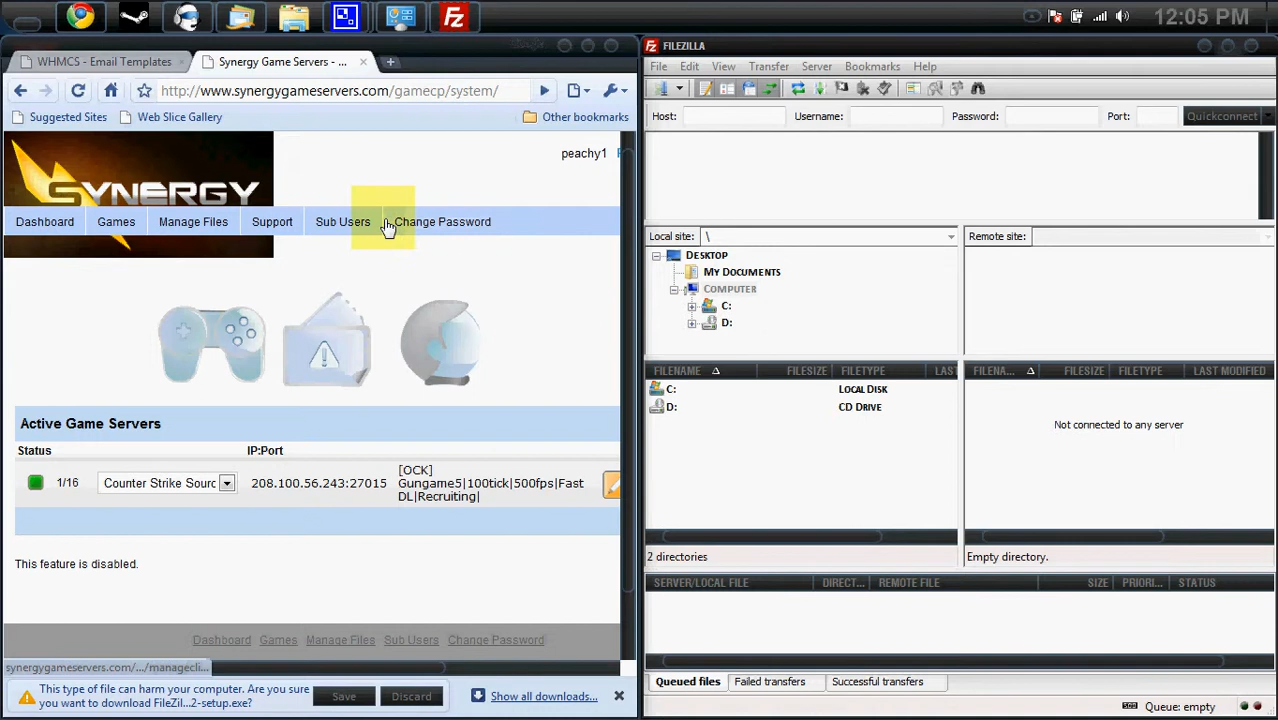 12:05 PM
WHMCS - Email Templates
Synergy Game Servers - ...
http://www.synergygameservers.com/gamecp/system/
Suggested Sites
Web Slice Gallery
Other bookmarks
SYNERGY
peachy1
Dashboard
Games
Manage Files
Support
Sub Users
Change Password
Active Game Servers
Status
IP:Port
1/16
Counter Strike Sourc
208.100.56.243:27015
[OCK]
Gungame5|100tick|500fps|Fast
DL|Recruiting|
This feature is disabled.
Dashboard
Games
Manage Files
Sub Users
Change Password
synergygameservers.com/.../managecli...
This type of file can harm your computer. Are you sure
you want to download FileZil...2-setup.exe?
Save
Discard
Show all downloads...
FILEZILLA
File
Edit
View
Transfer
Server
Bookmarks
Help
Host:
Username:
Password:
Port:
Quickconnect
Local site:
\
Remote site:
DESKTOP
MY DOCUMENTS
COMPUTER
C:
D:
FILENAME
FILESIZE
FILETYPE
LAST
C:
LOCAL DISK
D:
CD DRIVE
2 directories
FILENA...
FILESIZE
FILETYPE
LAST MODIFIED
Not connected to any server
Empty directory.
SERVER/LOCAL FILE
DIRECT...
REMOTE FILE
SIZE
PRIORI...
STATUS
Queued files
Failed transfers
Successful transfers
Queue: empty